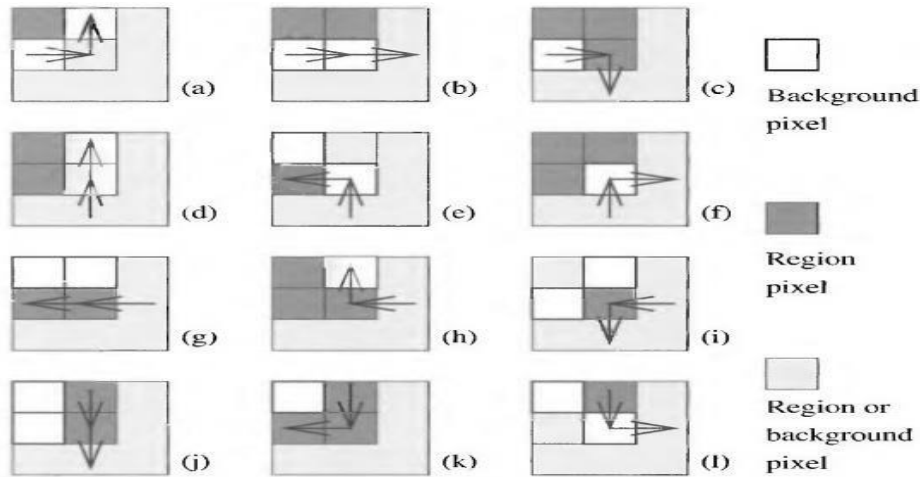 (a)
(b)
(c)
Background
pixel
(d)
(e)
(f)
Region
pixel
(g)
(h)
(i)
Region or
background
pixel
(j)
(k)
(l)